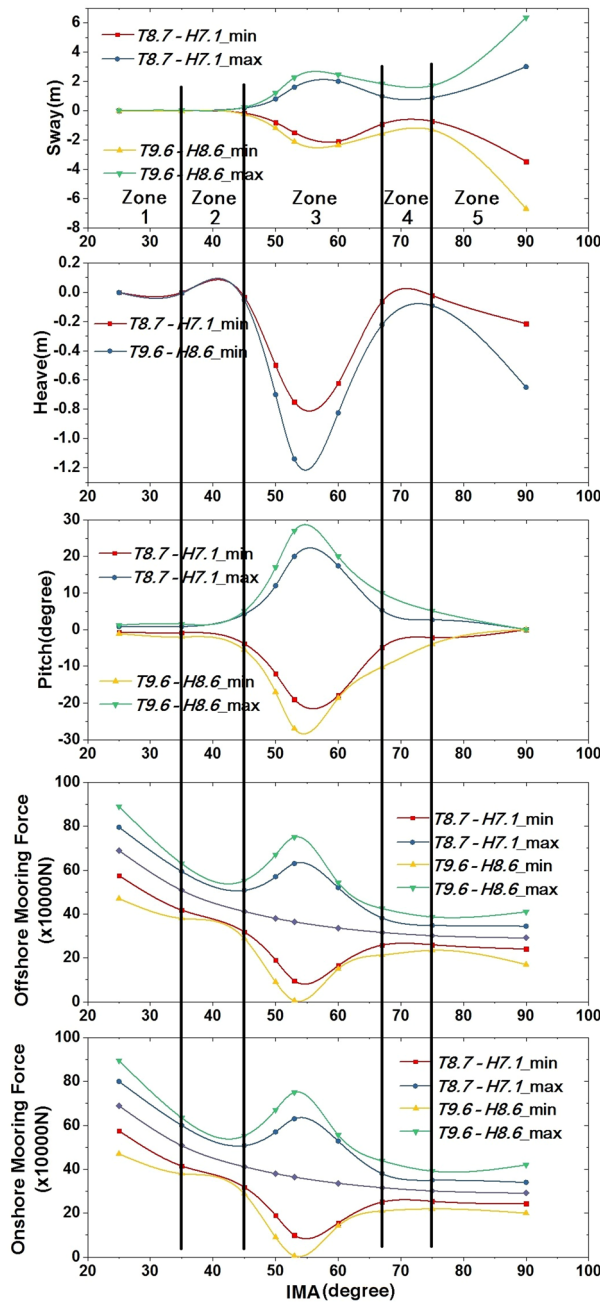 6
4
2
0
-2
-4
-6
-8
Sway(m)
T8.7-H7.1_min
T8.7-H7.1_max
T9.6-H8.6_min
T9.6-H8.6_max
Zone 1
Zone 2
Zone 3
Zone 4
Zone 5
20 30 40 50 60 70 80 90 100
0.2
0.0
-0.2
-0.4
-0.6
-0.8
-1.0
-1.2
Heave(m)
T8.7-H7.1_min
T9.6-H8.6_min
20 30 40 50 60 70 80 90 100
30
20
10
0
-10
-20
-30
Pitch(degree)
T8.7-H7.1_min
T8.7-H7.1_max
T9.6-H8.6_min
T9.6-H8.6_max
20 30 40 50 60 70 80 90 100
100
80
60
40
20
0
Offshore Mooring Force
(x10000N)
T8.7-H7.1_min
T8.7-H7.1_max
T9.6-H8.6_min
T9.6-H8.6_max
20 30 40 50 60 70 80 90 100
100
80
60
40
20
0
Onshore Mooring Force
(x10000N)
T8.7-H7.1_min
T8.7-H7.1_max
T9.6-H8.6_min
T9.6-H8.6_max
20 30 40 50 60 70 80 90 100
IMA(degree)